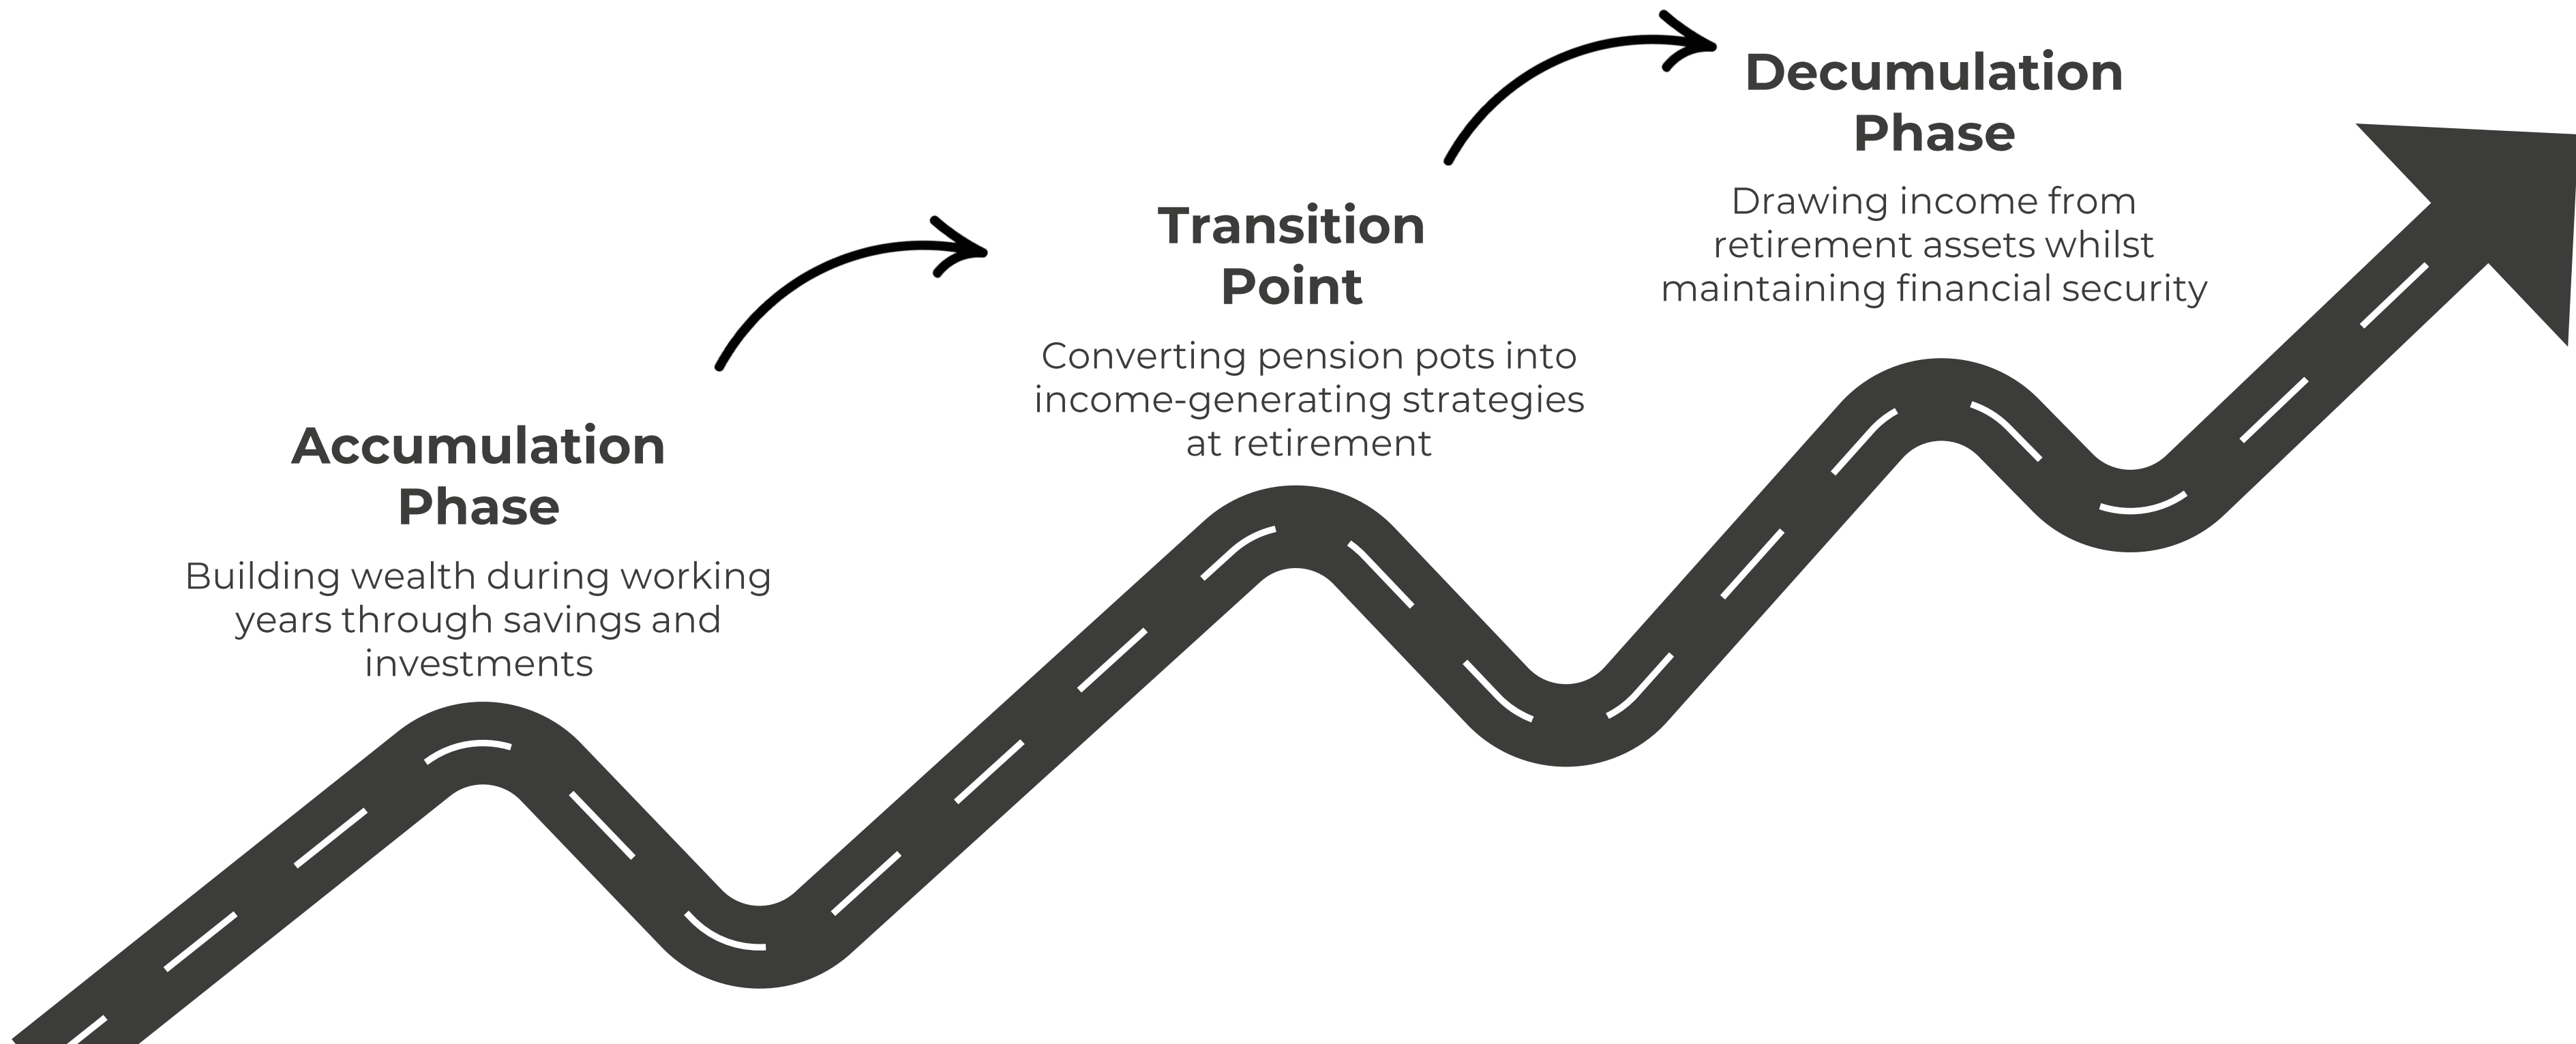 Accumulation
Phase
Building wealth during working
years through savings and
investments
Transition
Point
Converting pension pots into
income-generating strategies
at retirement
Decumulation
Phase
Drawing income from
retirement assets whilst
maintaining financial security